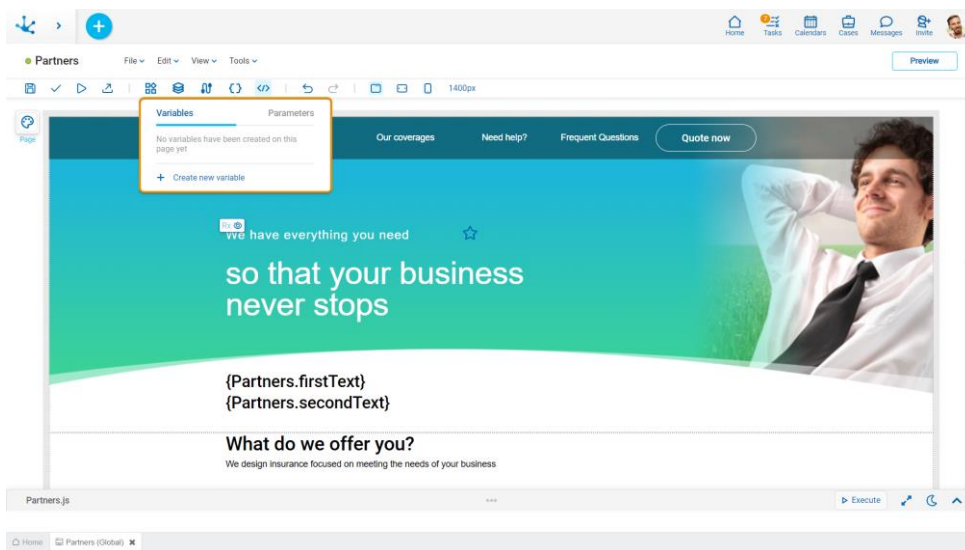 Home
7
Tasks
Calendars
Cases
Messages
Invite
Partners
File
Edit
View
Tools
Preview
1400px
Page
Variables
Parameters
No variables have been created on this
page yet
+ Create new variable
Our coverages
Need help?
Frequent Questions
Quote now
Rx
We have everything you need
so that your business
never stops
{Partners.firstText}
{Partners.secondText}
What do we offer you?
We design insurance focused on meeting the needs of your business
Partners.js
Execute
Home
Partners (Global)